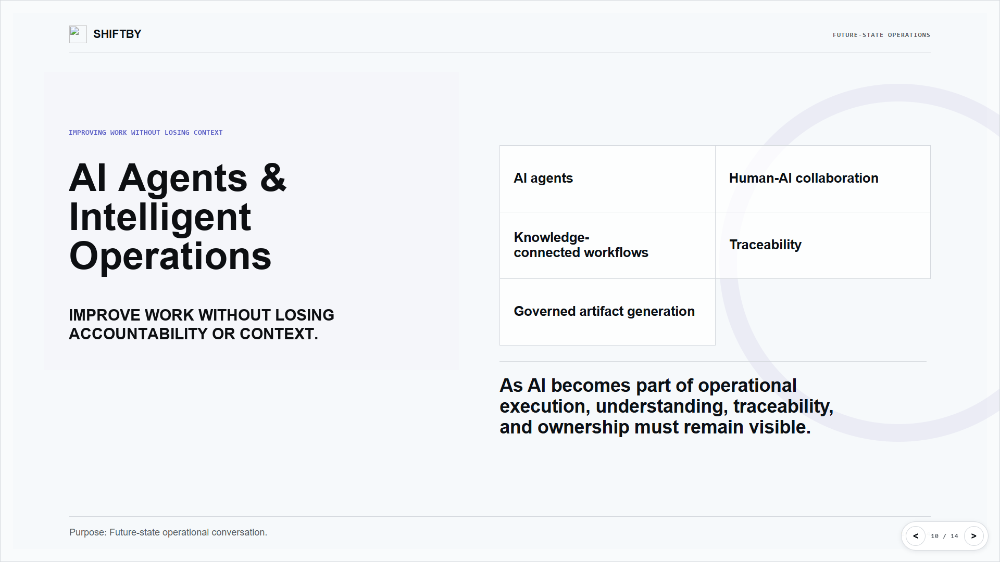 SHIFTBY
FUTURE-STATE OPERATIONS
IMPROVING WORK WITHOUT LOSING CONTEXT
AI Agents &
Intelligent
Operations
IMPROVE WORK WITHOUT LOSING
ACCOUNTABILITY OR CONTEXT.
AI agents
Human-AI collaboration
Knowledge-
connected workflows
Traceability
Governed artifact generation
As AI becomes part of operational
execution, understanding, traceability,
and ownership must remain visible.
Purpose: Future-state operational conversation.
< 10 / 14 >